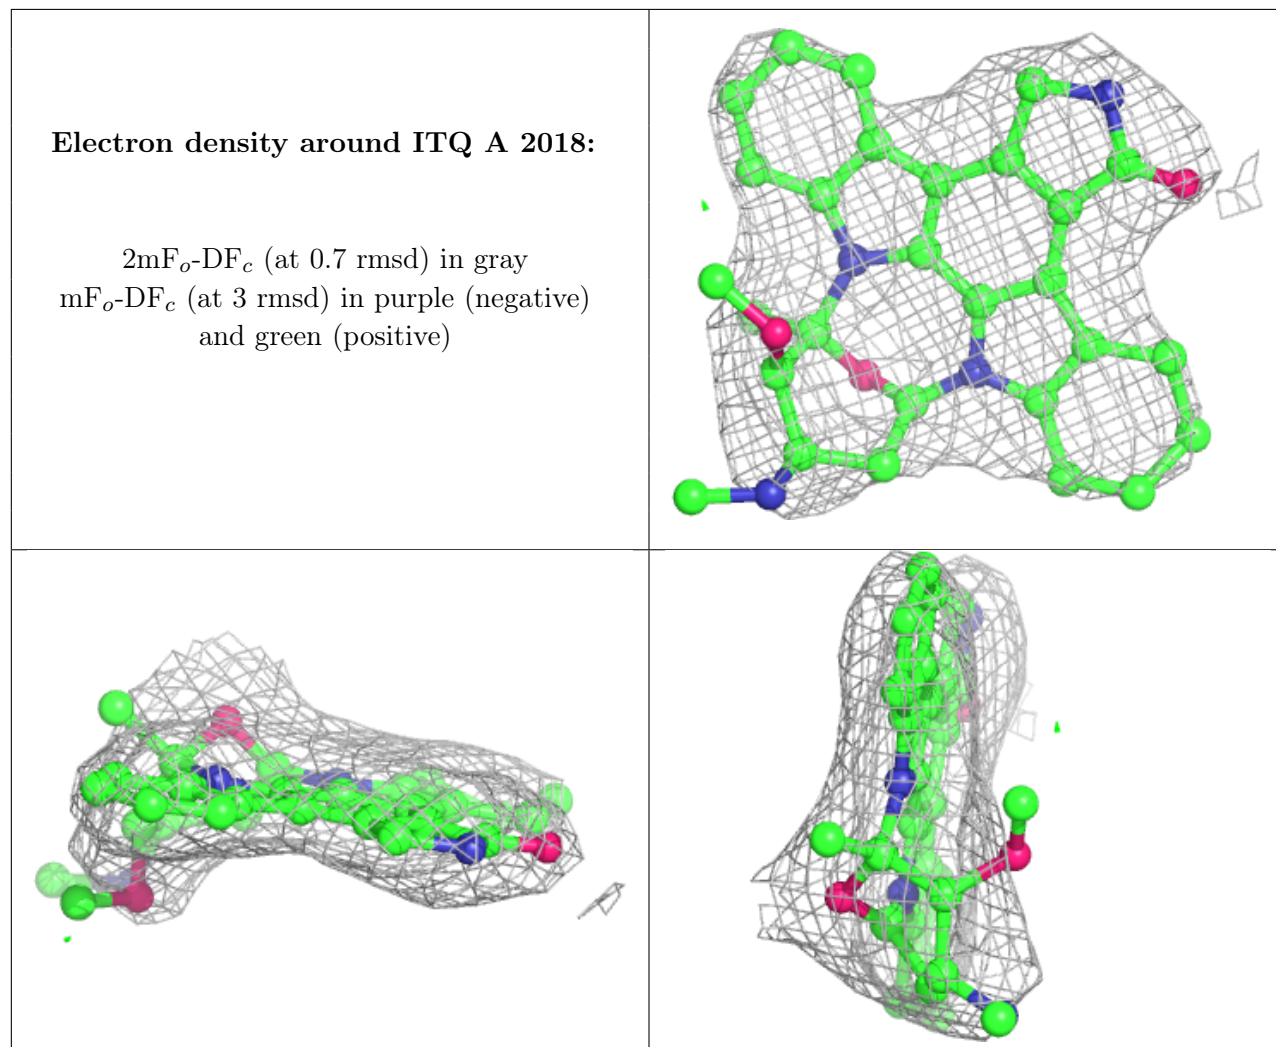 Electron density around ITQ A 2018:
2mFo-DFc (at 0.7 rmsd) in gray
mFo-DFc (at 3 rmsd) in purple (negative)
and green (positive)